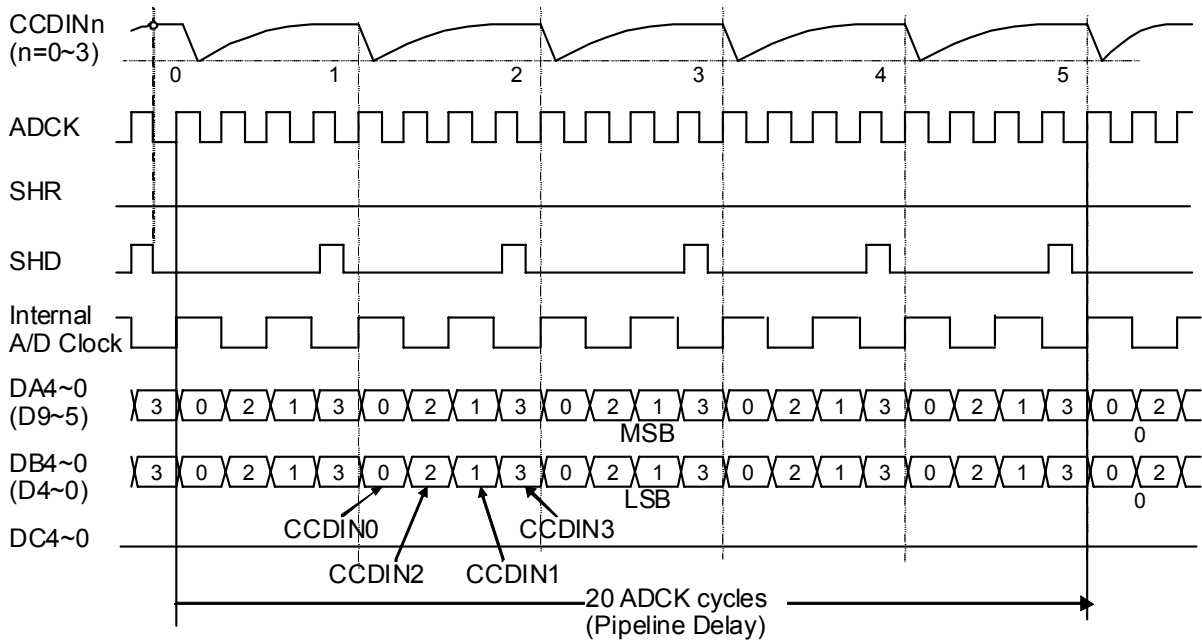 CCDINn
(n=0~3)
0 1 2 3 4 5
ADCK
SHR
SHD
Internal
A/D Clock
DA4~0
(D9~5)
3 0 2 1 3 0 2 1 3 0 2 1 3 0 2 1 3 0 2 1 3 0 2
MSB
0
DB4~0
(D4~0)
3 0 2 1 3 0 2 1 3 0 2 1 3 0 2 1 3 0 2 1 3 0 2
LSB
0
CCDIN0
CCDIN3
DC4~0
CCDIN2
CCDIN1
20 ADCK cycles
(Pipeline Delay)